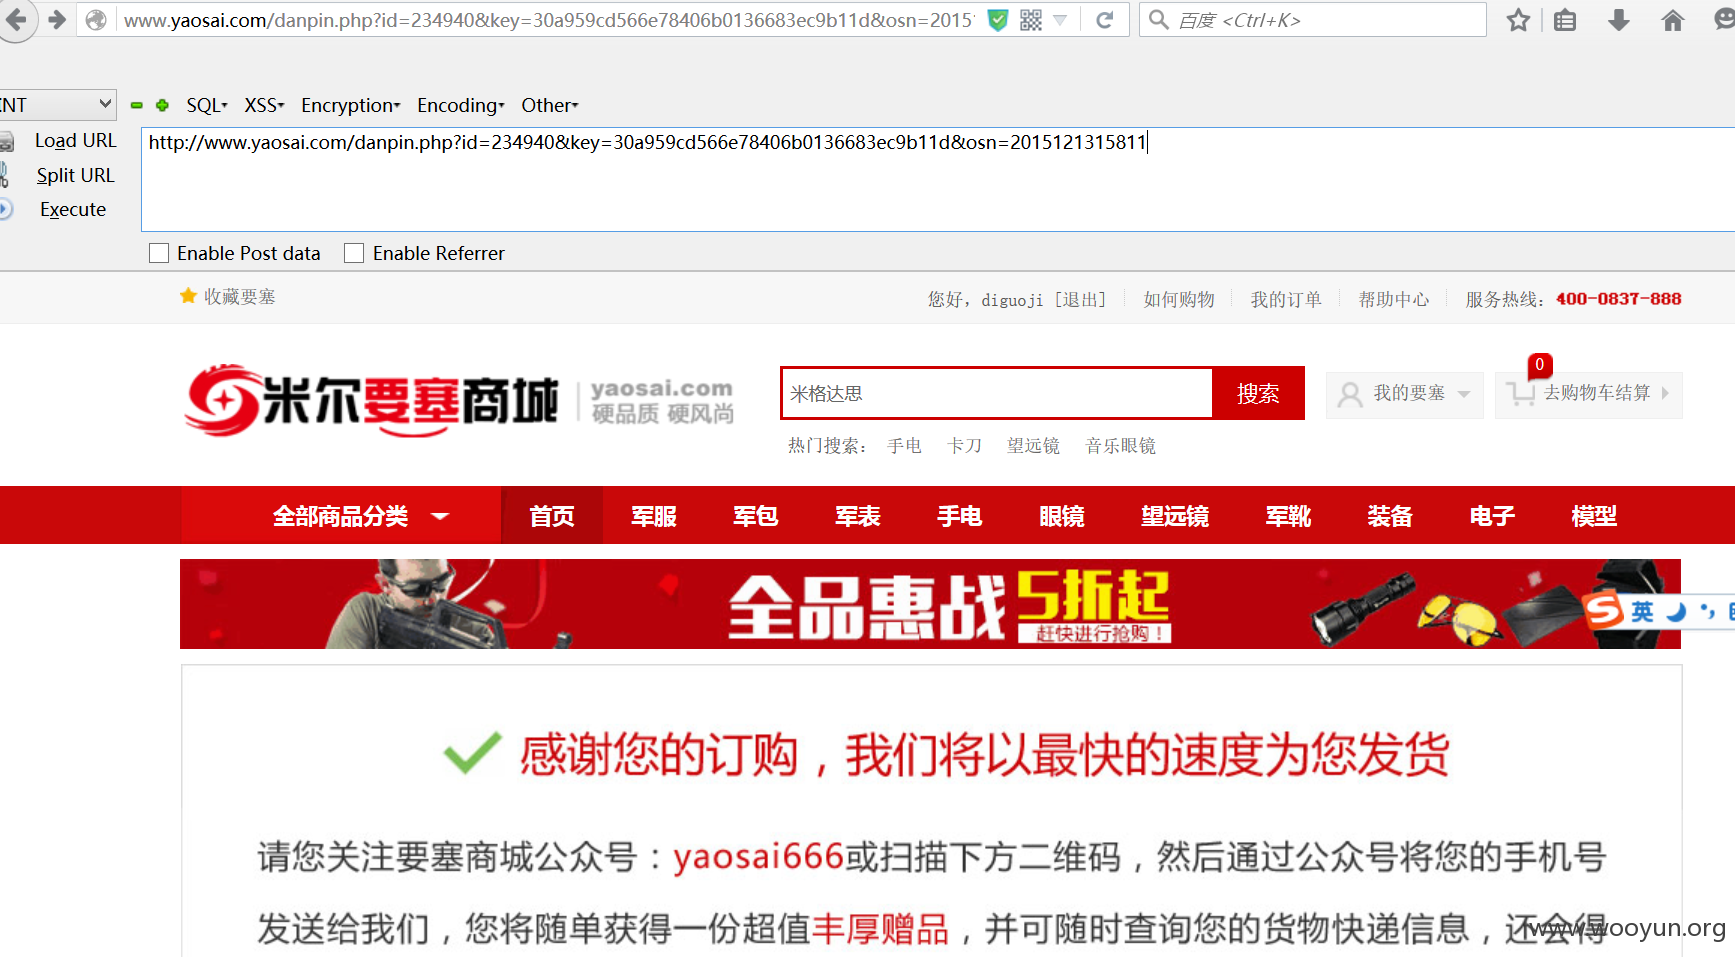 www.yaosai.com/danpin.php?id=234940&key=30a959cd566e78406b0136683ec9b11d&osn=2015
百度 <Ctrl+K>
NT
SQL
XSS
Encryption
Encoding
Other
Load URL
http://www.yaosai.com/danpin.php?id=234940&key=30a959cd566e78406b0136683ec9b11d&osn=2015121315811
Split URL
Execute
Enable Post data
Enable Referrer
收藏要塞
您好，diguoji [退出]
如何购物
我的订单
帮助中心
服务热线：400-0837-888
米尔要塞商城
yaosai.com
硬品质 硬风尚
米格达思
搜索
我的要塞
0
去购物车结算
热门搜索： 手电 卡刀 望远镜 音乐眼镜
全部商品分类 首页 军服 军包 军表 手电 眼镜 望远镜 军靴 装备 电子 模型
全品惠战 5折起
赶快进行抢购！
英
感谢您的订购，我们将以最快的速度为您发货
请您关注要塞商城公众号：yaosai666或扫描下方二维码，然后通过公众号将您的手机号
发送给我们，您将随单获得一份超值丰厚赠品，并可随时查询您的货物快递信息，还会得
www.wooyun.org